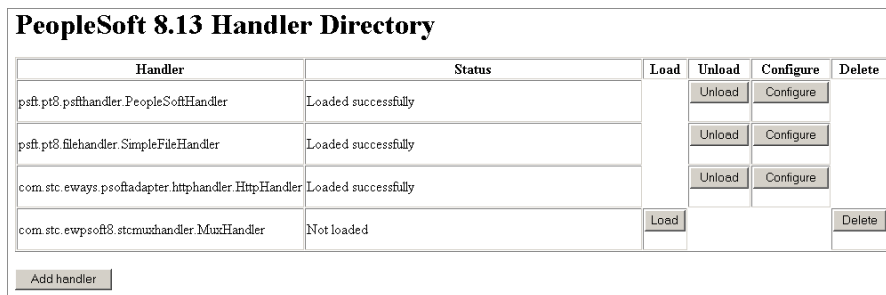 PeopleSoft 8.13 Handler Directory
Handler Status Load Unload Configure Delete
psft.pt8.psfthandler.PeopleSoftHandler Loaded successfully Unload Configure
psft.pt8.filehandler.SimpleFileHandler Loaded successfully Unload Configure
com.stc.eways.psoftadapter.httphandler.HttpHandler Loaded successfully Unload Configure
com.stc.ewpsoft8.stcmuxhandler.MuxHandler Not loaded Load Delete
Add handler